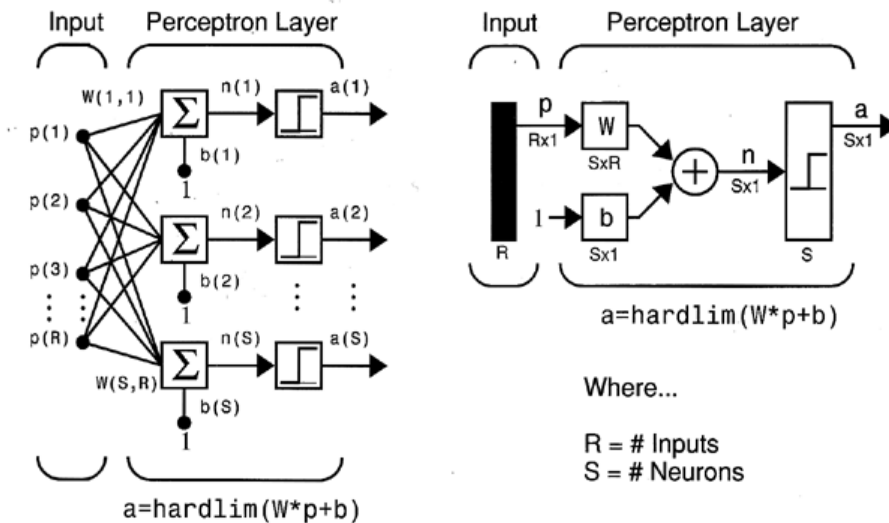 Input
Perceptron Layer
W(1,1)
n(1)
a(1)
p(1)
Σ
b(1)
1
p(2)
n(2)
a(2)
Σ
p(3)
b(2)
1
p(R)
n(S)
a(S)
Σ
W(S,R)
b(S)
1
a=hardlim(W*p+b)
Input
Perceptron Layer
p
Rx1
W
SxR
a
Sx1
n
Sx1
1
b
Sx1
R
S
a=hardlim(W*p+b)
Where...
R = # Inputs
S = # Neurons